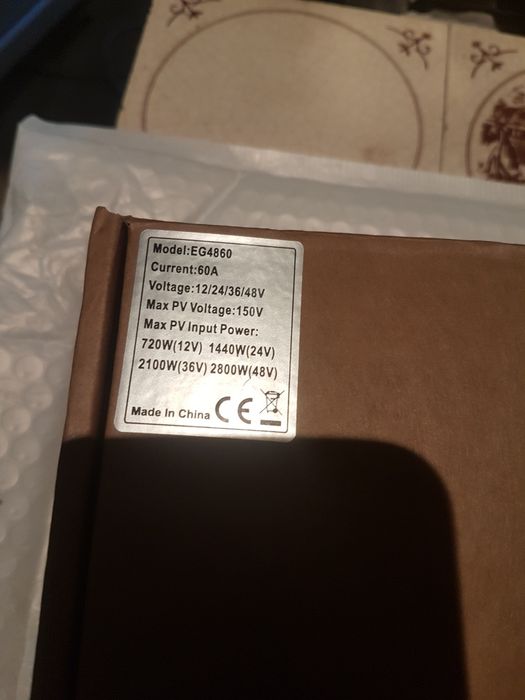 Model:EG4860
Current:60A
Voltage:12/24/36/48V
Max PV Voltage:150V
Max PV Input Power:
720W(12V) 1440W(24V)
2100W(36V) 2800W(48V)
Made In China CE